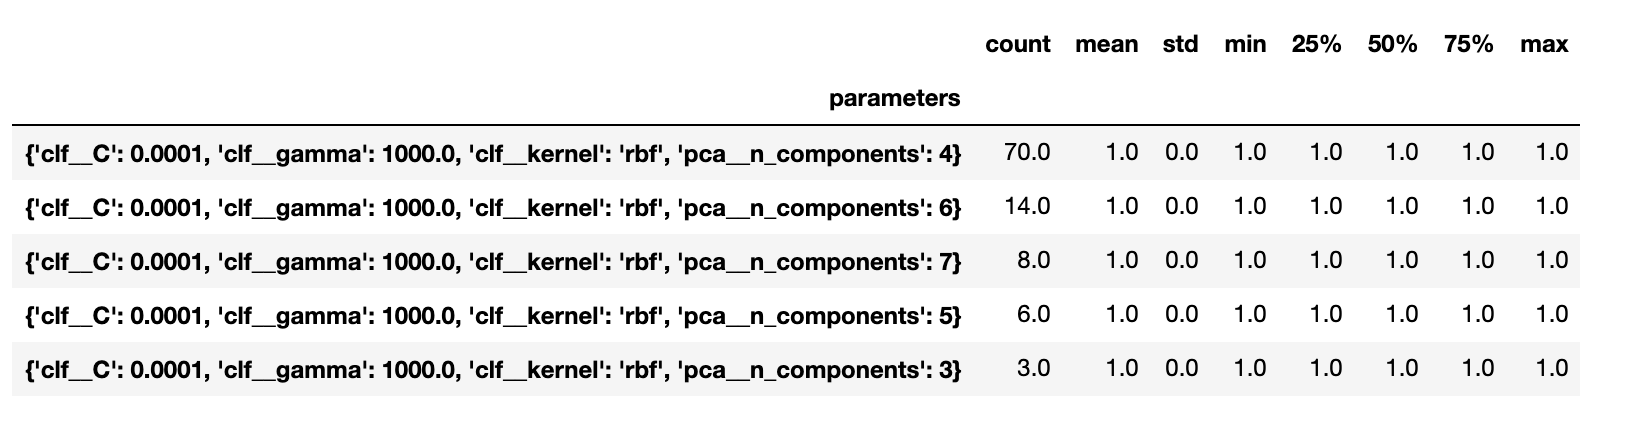 count mean std min 25% 50% 75% max
parameters
{'clf__C': 0.0001, 'clf__gamma': 1000.0, 'clf__kernel': 'rbf', 'pca__n_components': 4} 70.0 1.0 0.0 1.0 1.0 1.0 1.0 1.0
{'clf__C': 0.0001, 'clf__gamma': 1000.0, 'clf__kernel': 'rbf', 'pca__n_components': 6} 14.0 1.0 0.0 1.0 1.0 1.0 1.0 1.0
{'clf__C': 0.0001, 'clf__gamma': 1000.0, 'clf__kernel': 'rbf', 'pca__n_components': 7} 8.0 1.0 0.0 1.0 1.0 1.0 1.0 1.0
{'clf__C': 0.0001, 'clf__gamma': 1000.0, 'clf__kernel': 'rbf', 'pca__n_components': 5} 6.0 1.0 0.0 1.0 1.0 1.0 1.0 1.0
{'clf__C': 0.0001, 'clf__gamma': 1000.0, 'clf__kernel': 'rbf', 'pca__n_components': 3} 3.0 1.0 0.0 1.0 1.0 1.0 1.0 1.0